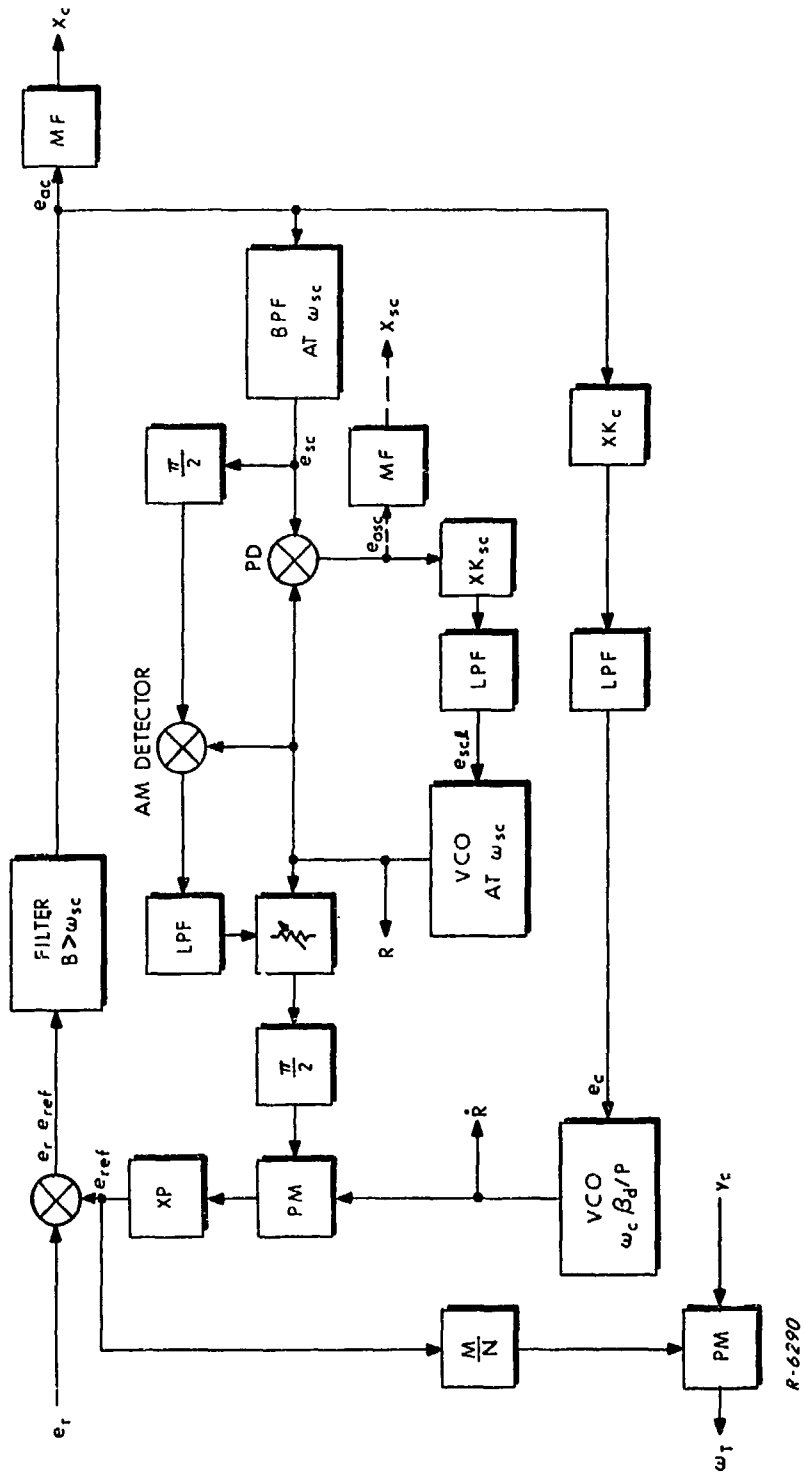 e_r
e_r e_ref
FILTER
B > ω_sc
e_ac
MF
X_c
e_ref
XP
PM
π/2
LPF
AM DETECTOR
π/2
BPF
AT ω_sc
e_sc
PD
MF
X_sc
e_asc
XK_sc
LPF
e_scl
VCO
AT ω_sc
R
Ṙ
VCO
ω_c β_d/P
e_c
LPF
XK_c
M/N
PM
Y_c
ω_T
R-6290